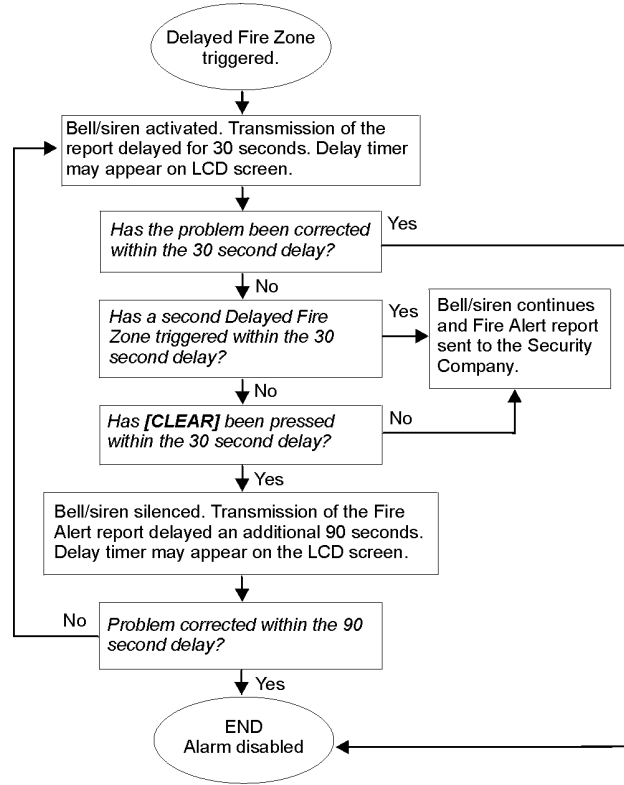 Delayed Fire Zone
triggered.
Bell/siren activated. Transmission of the
report delayed for 30 seconds. Delay timer
may appear on LCD screen.
Has the problem been corrected
within the 30 second delay?
Yes
No
Has a second Delayed Fire
Zone triggered within the 30
second delay?
Yes
Bell/siren continues
and Fire Alert report
sent to the Security
Company.
No
Has [CLEAR] been pressed
within the 30 second delay?
No
Yes
Bell/siren silenced. Transmission of the Fire
Alert report delayed an additional 90 seconds.
Delay timer may appear on the LCD screen.
No
Problem corrected within the 90
second delay?
Yes
END
Alarm disabled